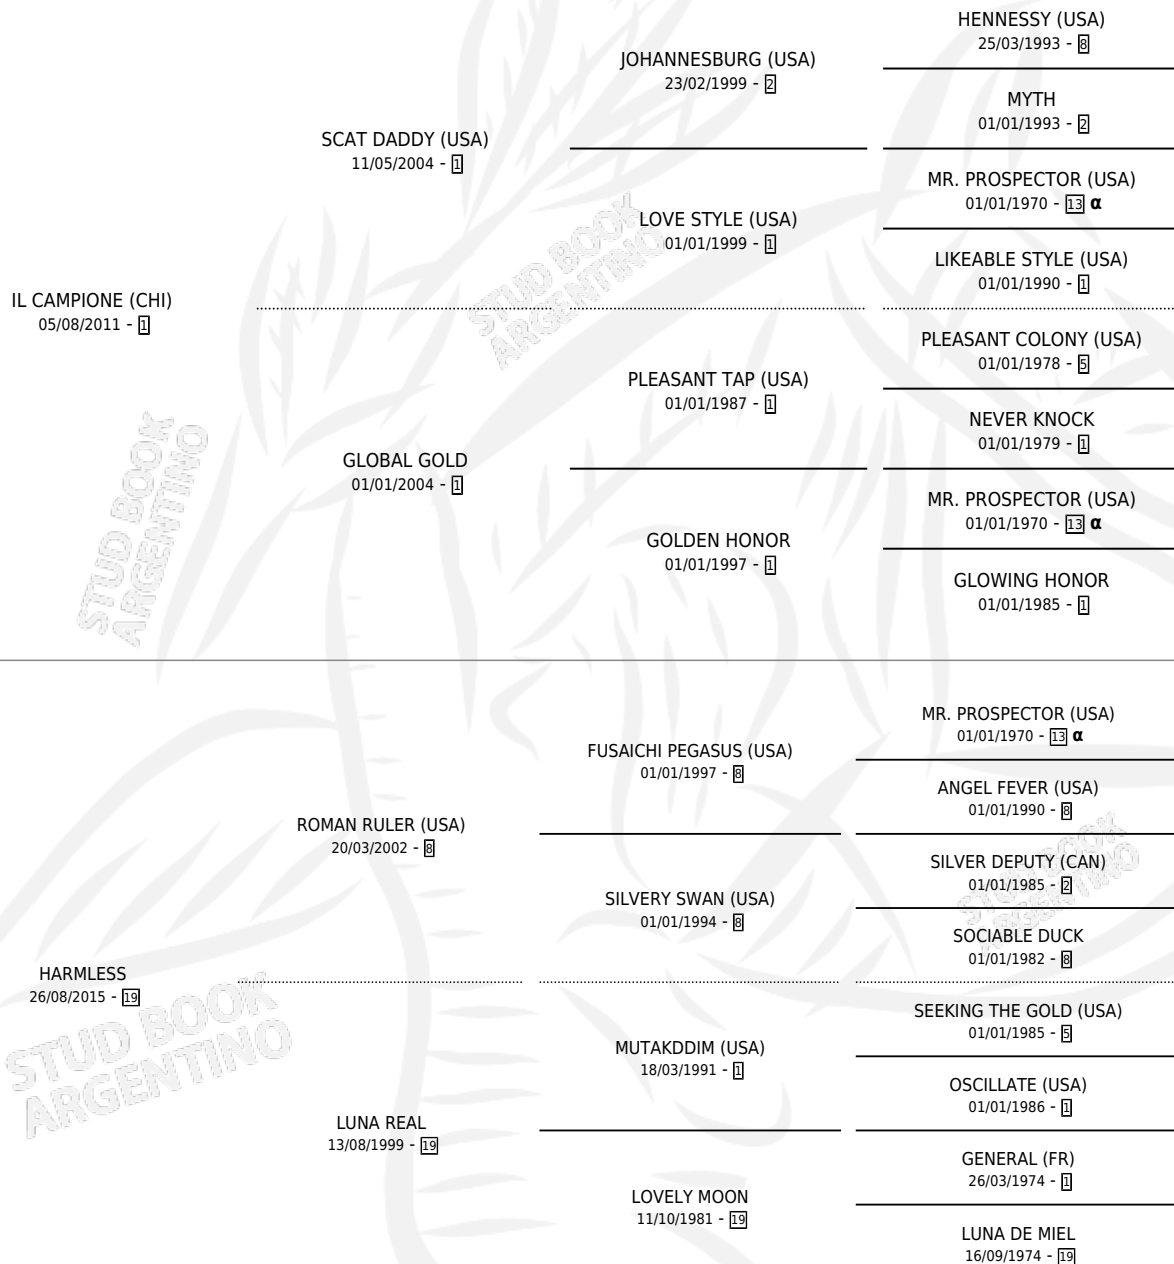 HENNESSY (USA)
25/03/1993 - 8
JOHANNESBURG (USA)
23/02/1999 - 2
MYTH
01/01/1993 - 2
SCAT DADDY (USA)
11/05/2004 - 1
MR. PROSPECTOR (USA)
01/01/1970 - 13 α
LOVE STYLE (USA)
01/01/1999 - 1
LIKEABLE STYLE (USA)
01/01/1990 - 1
IL CAMPIONE (CHI)
05/08/2011 - 1
STUD BOOK
ARGENTINO
PLEASANT COLONY (USA)
01/01/1978 - 5
PLEASANT TAP (USA)
01/01/1987 - 1
NEVER KNOCK
01/01/1979 - 1
GLOBAL GOLD
01/01/2004 - 1
MR. PROSPECTOR (USA)
01/01/1970 - 13 α
GOLDEN HONOR
01/01/1997 - 1
GLOWING HONOR
01/01/1985 - 1
STUD BOOK
ARGENTINO
MR. PROSPECTOR (USA)
01/01/1970 - 13 α
FUSAICHI PEGASUS (USA)
01/01/1997 - 8
ANGEL FEVER (USA)
01/01/1990 - 8
ROMAN RULER (USA)
20/03/2002 - 8
SILVER DEPUTY (CAN)
01/01/1985 - 2
STUD BOOK
ARGENTINO
SILVERY SWAN (USA)
01/01/1994 - 8
SOCIABLE DUCK
01/01/1982 - 8
HARMLESS
26/08/2015 - 19
STUD BOOK
ARGENTINO
SEEKING THE GOLD (USA)
01/01/1985 - 5
MUTAKDDIM (USA)
18/03/1991 - 1
OSCILLATE (USA)
01/01/1986 - 1
LUNA REAL
13/08/1999 - 19
GENERAL (FR)
26/03/1974 - 1
LOVELY MOON
11/10/1981 - 19
LUNA DE MIEL
16/09/1974 - 19